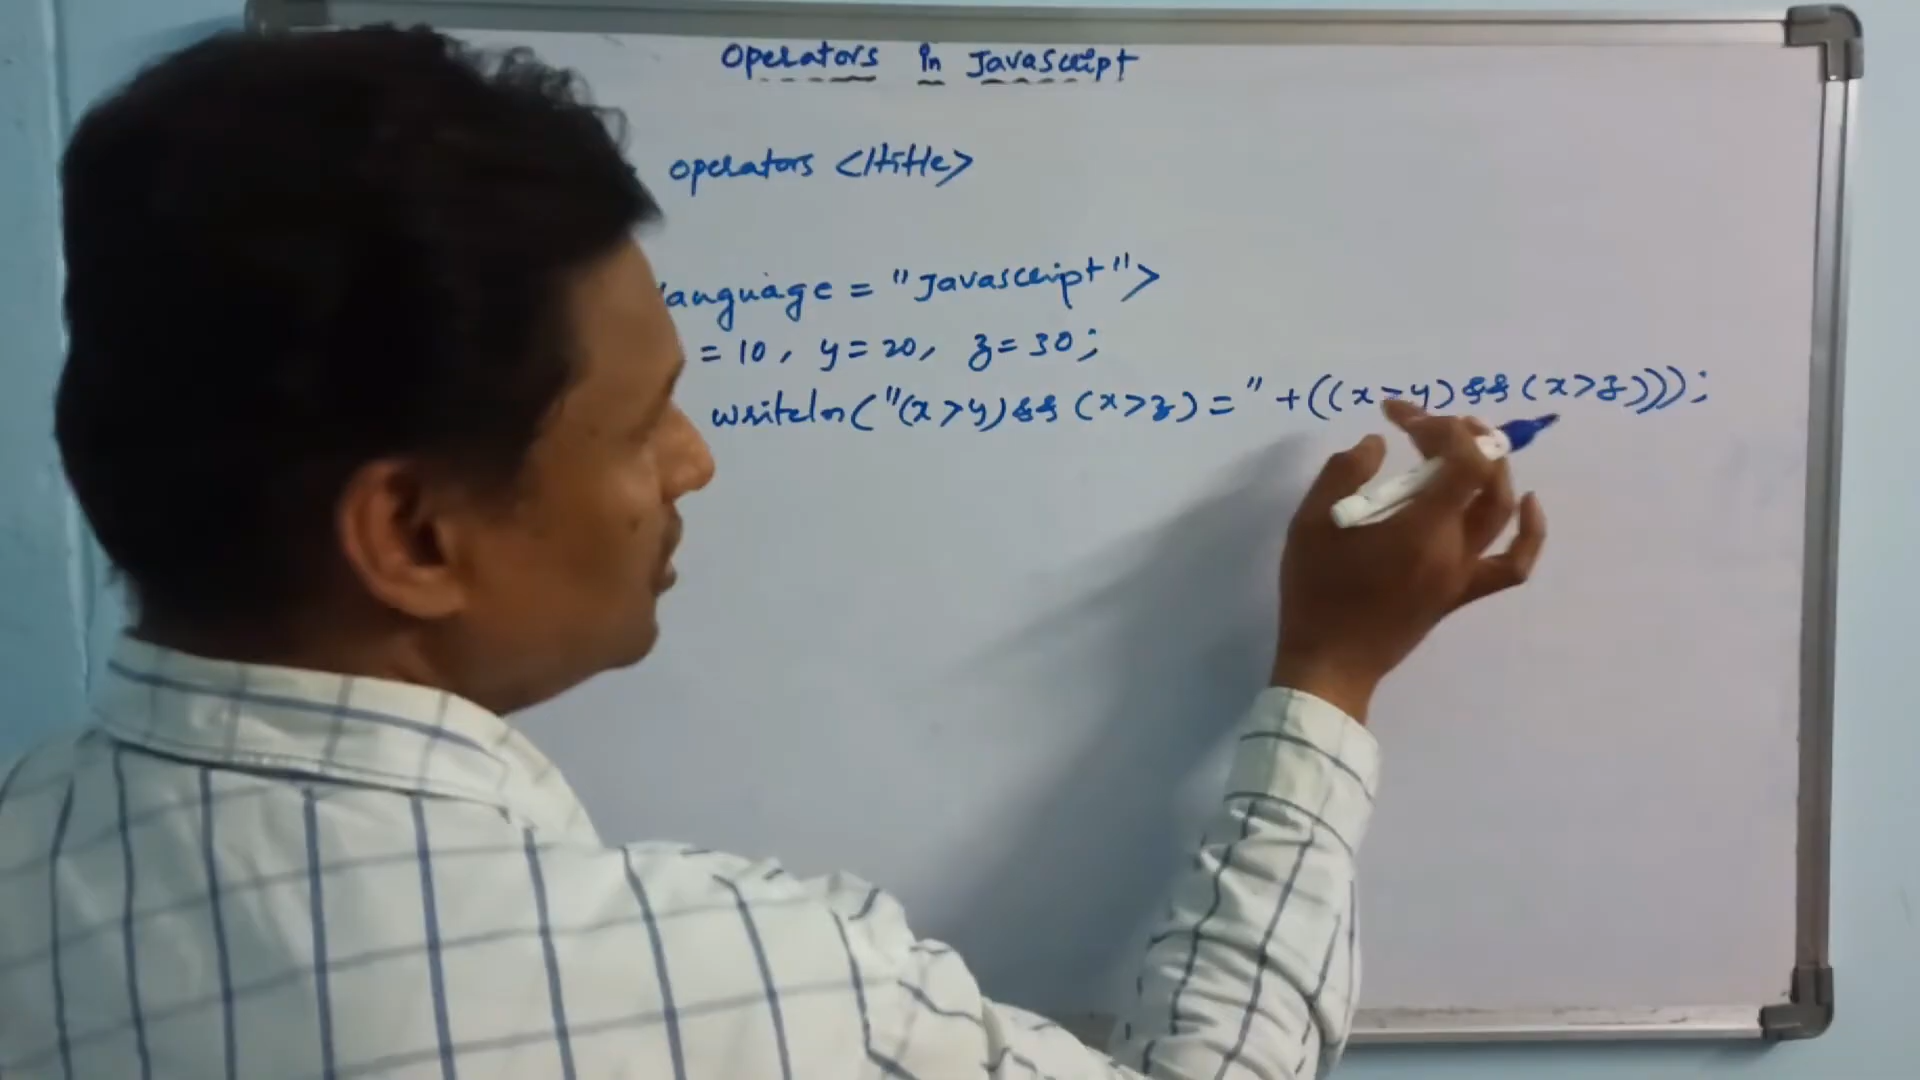 Operators in Javascript
operators </title>
language = "Javascript">
= 10, y = 20, z = 30;
writeln("(x>y)&&(x>z)=" +((x>y)&&(x>z)));